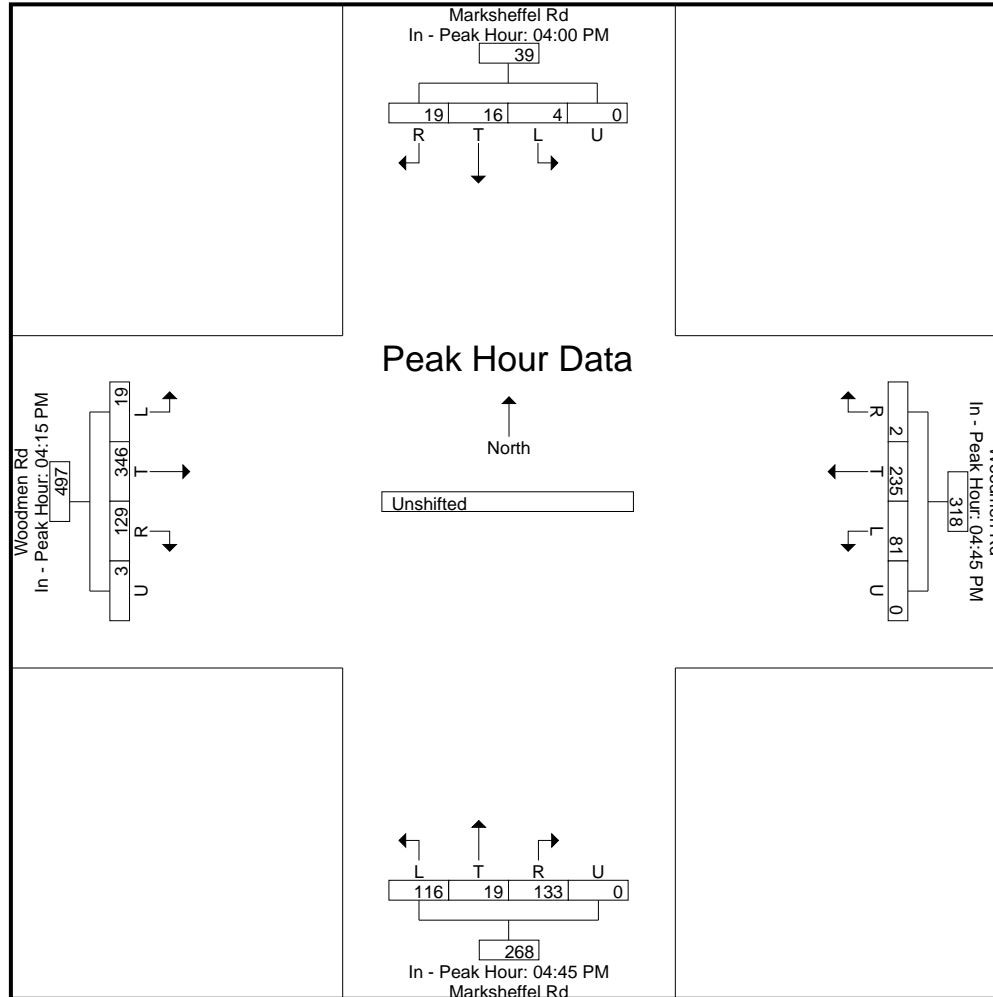 Marksheffel Rd
In - Peak Hour: 04:00 PM
39
19 16 4 0
R T L U
Peak Hour Data
North
Unshifted
Woodmen Rd
In - Peak Hour: 04:15 PM
497
19 346 129 3
L T R U
Woodmen Rd
In - Peak Hour: 04:45 PM
318
2 235 81 0
R T L U
L T R U
116 19 133 0
268
In - Peak Hour: 04:45 PM
Marksheffel Rd